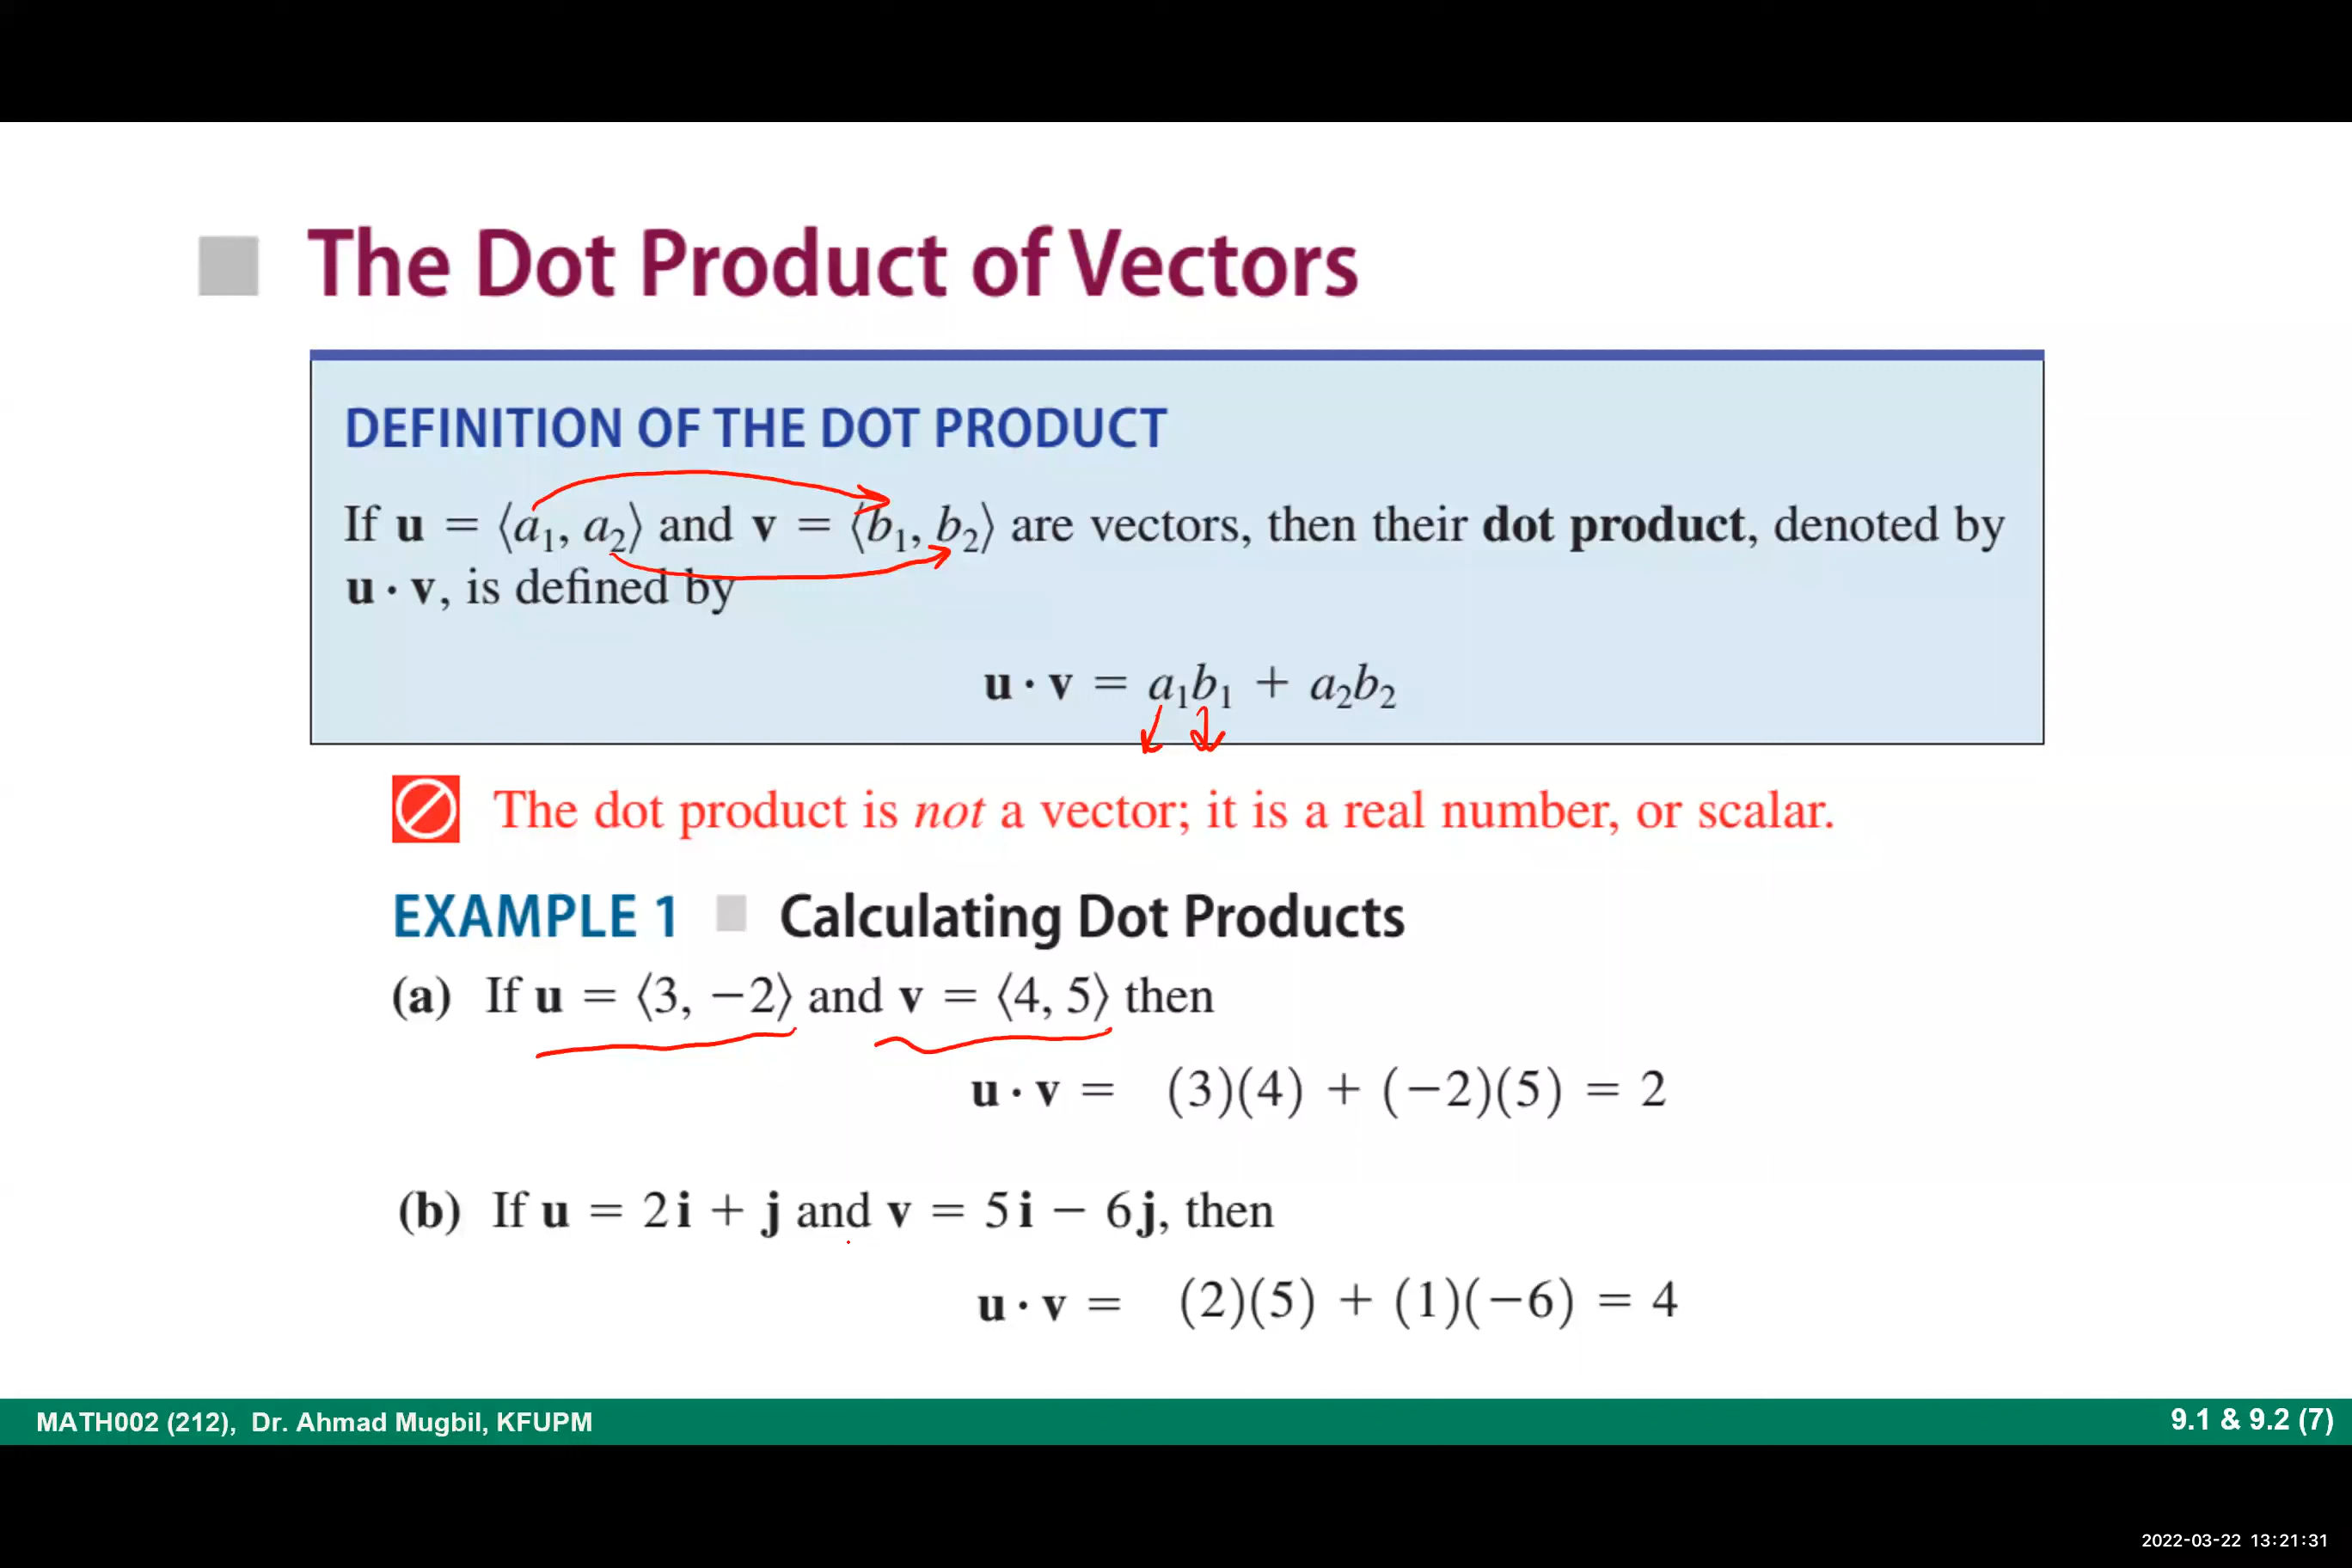 The Dot Product of Vectors
DEFINITION OF THE DOT PRODUCT
If u = ⟨a₁, a₂⟩ and v = ⟨b₁, b₂⟩ are vectors, then their dot product, denoted by
u · v, is defined by
u · v = a₁b₁ + a₂b₂
The dot product is not a vector; it is a real number, or scalar.
EXAMPLE 1 Calculating Dot Products
(a) If u = ⟨3, −2⟩ and v = ⟨4, 5⟩ then
u · v = (3)(4) + (−2)(5) = 2
(b) If u = 2i + j and v = 5i − 6j, then
u · v = (2)(5) + (1)(−6) = 4
MATH002 (212), Dr. Ahmad Mugbil, KFUPM 9.1 & 9.2 (7)
2022-03-22 13:21:31